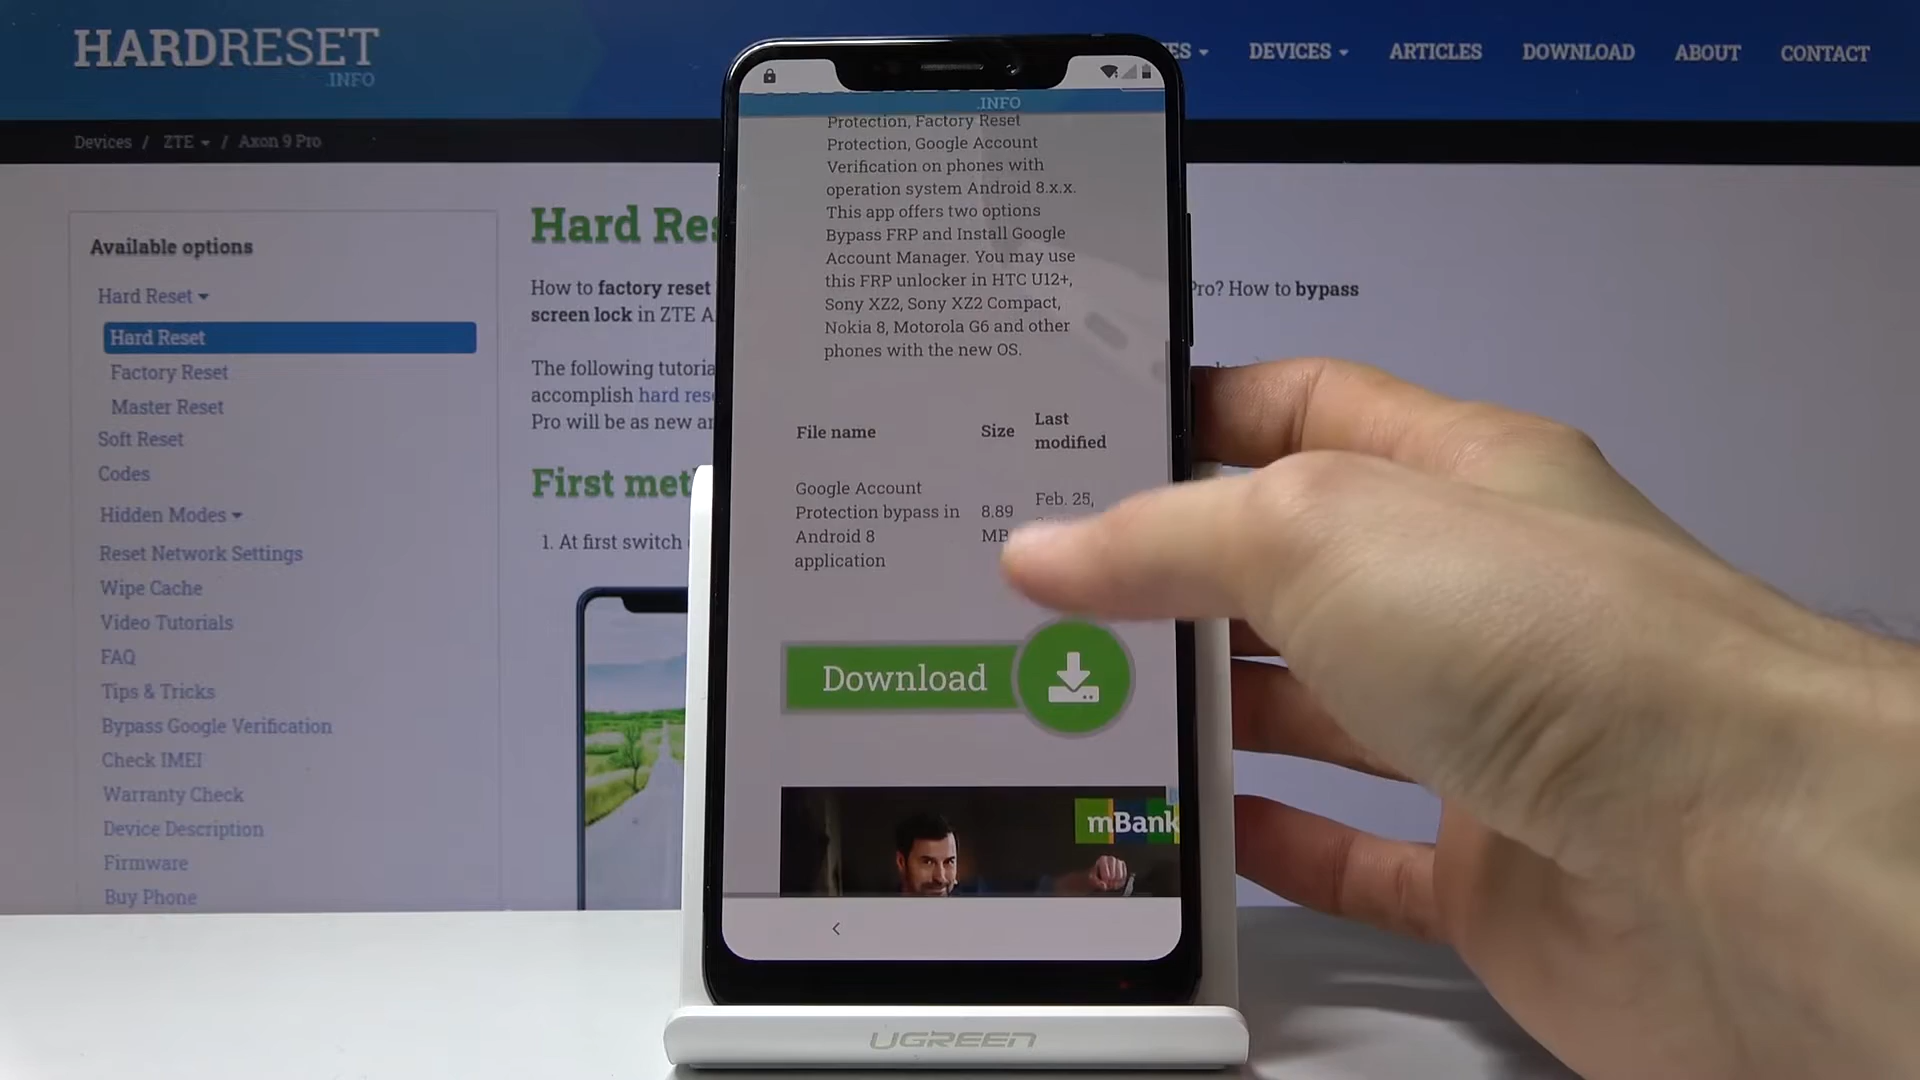 HARDRESET
.INFO
DEVICES
ARTICLES
DOWNLOAD
ABOUT
CONTACT
Devices / ZTE / Axon 9 Pro
Available options
Hard Reset
Hard Reset
Factory Reset
Master Reset
Soft Reset
Codes
Hidden Modes
Reset Network Settings
Wipe Cache
Video Tutorials
FAQ
Tips & Tricks
Bypass Google Verification
Check IMEI
Warranty Check
Device Description
Firmware
Buy Phone
Hard Res
How to factory reset
Pro? How to bypass
screen lock in ZTE A
The following tutoria
accomplish hard res
Pro will be as new an
First met
1. At first switch
.INFO
Protection, Factory Reset
Protection, Google Account
Verification on phones with
operation system Android 8.x.x.
This app offers two options
Bypass FRP and Install Google
Account Manager. You may use
this FRP unlocker in HTC U12+,
Sony XZ2, Sony XZ2 Compact,
Nokia 8, Motorola G6 and other
phones with the new OS.
File name
Size
Last
modified
Google Account
Protection bypass in
Android 8
application
8.89
MB
Feb. 25,
Download
mBank
UGREEN